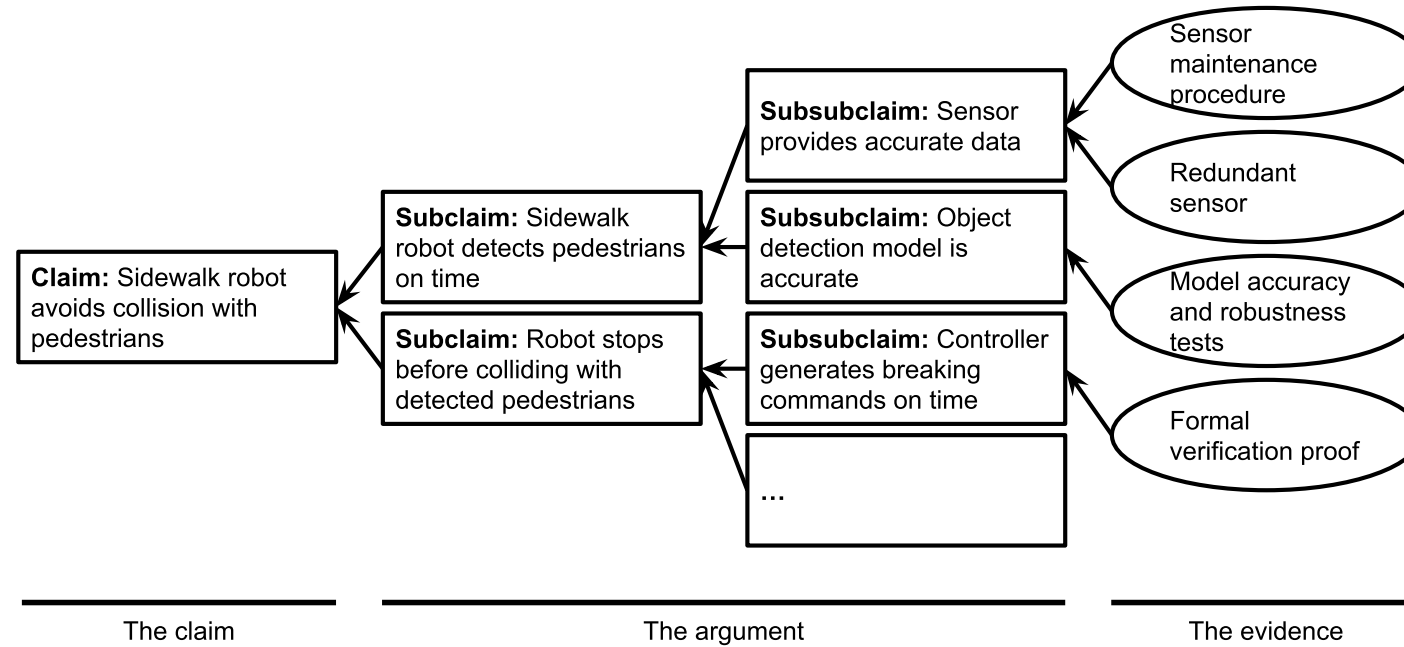 Claim: Sidewalk robot
avoids collision with
pedestrians
Subclaim: Sidewalk
robot detects pedestrians
on time
Subclaim: Robot stops
before colliding with
detected pedestrians
Subsubclaim: Sensor
provides accurate data
Subsubclaim: Object
detection model is
accurate
Subsubclaim: Controller
generates breaking
commands on time
...
Sensor
maintenance
procedure
Redundant
sensor
Model accuracy
and robustness
tests
Formal
verification proof
The claim
The argument
The evidence